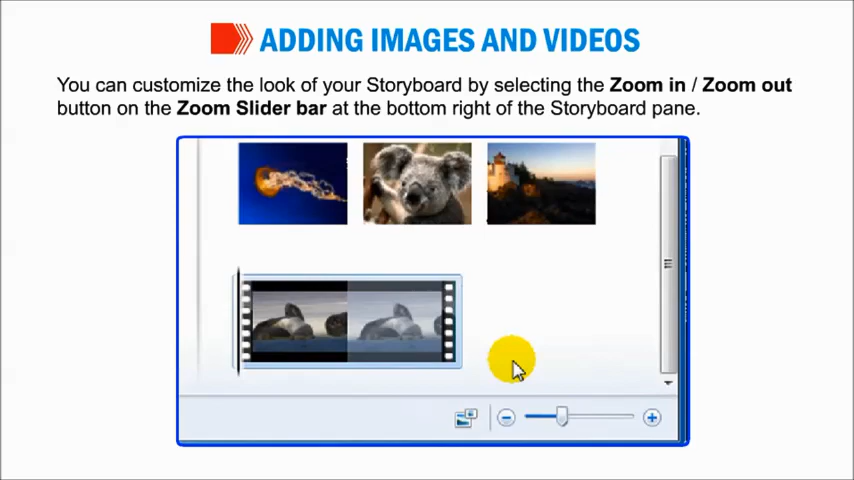 ADDING IMAGES AND VIDEOS
You can customize the look of your Storyboard by selecting the Zoom in / Zoom out
button on the Zoom Slider bar at the bottom right of the Storyboard pane.